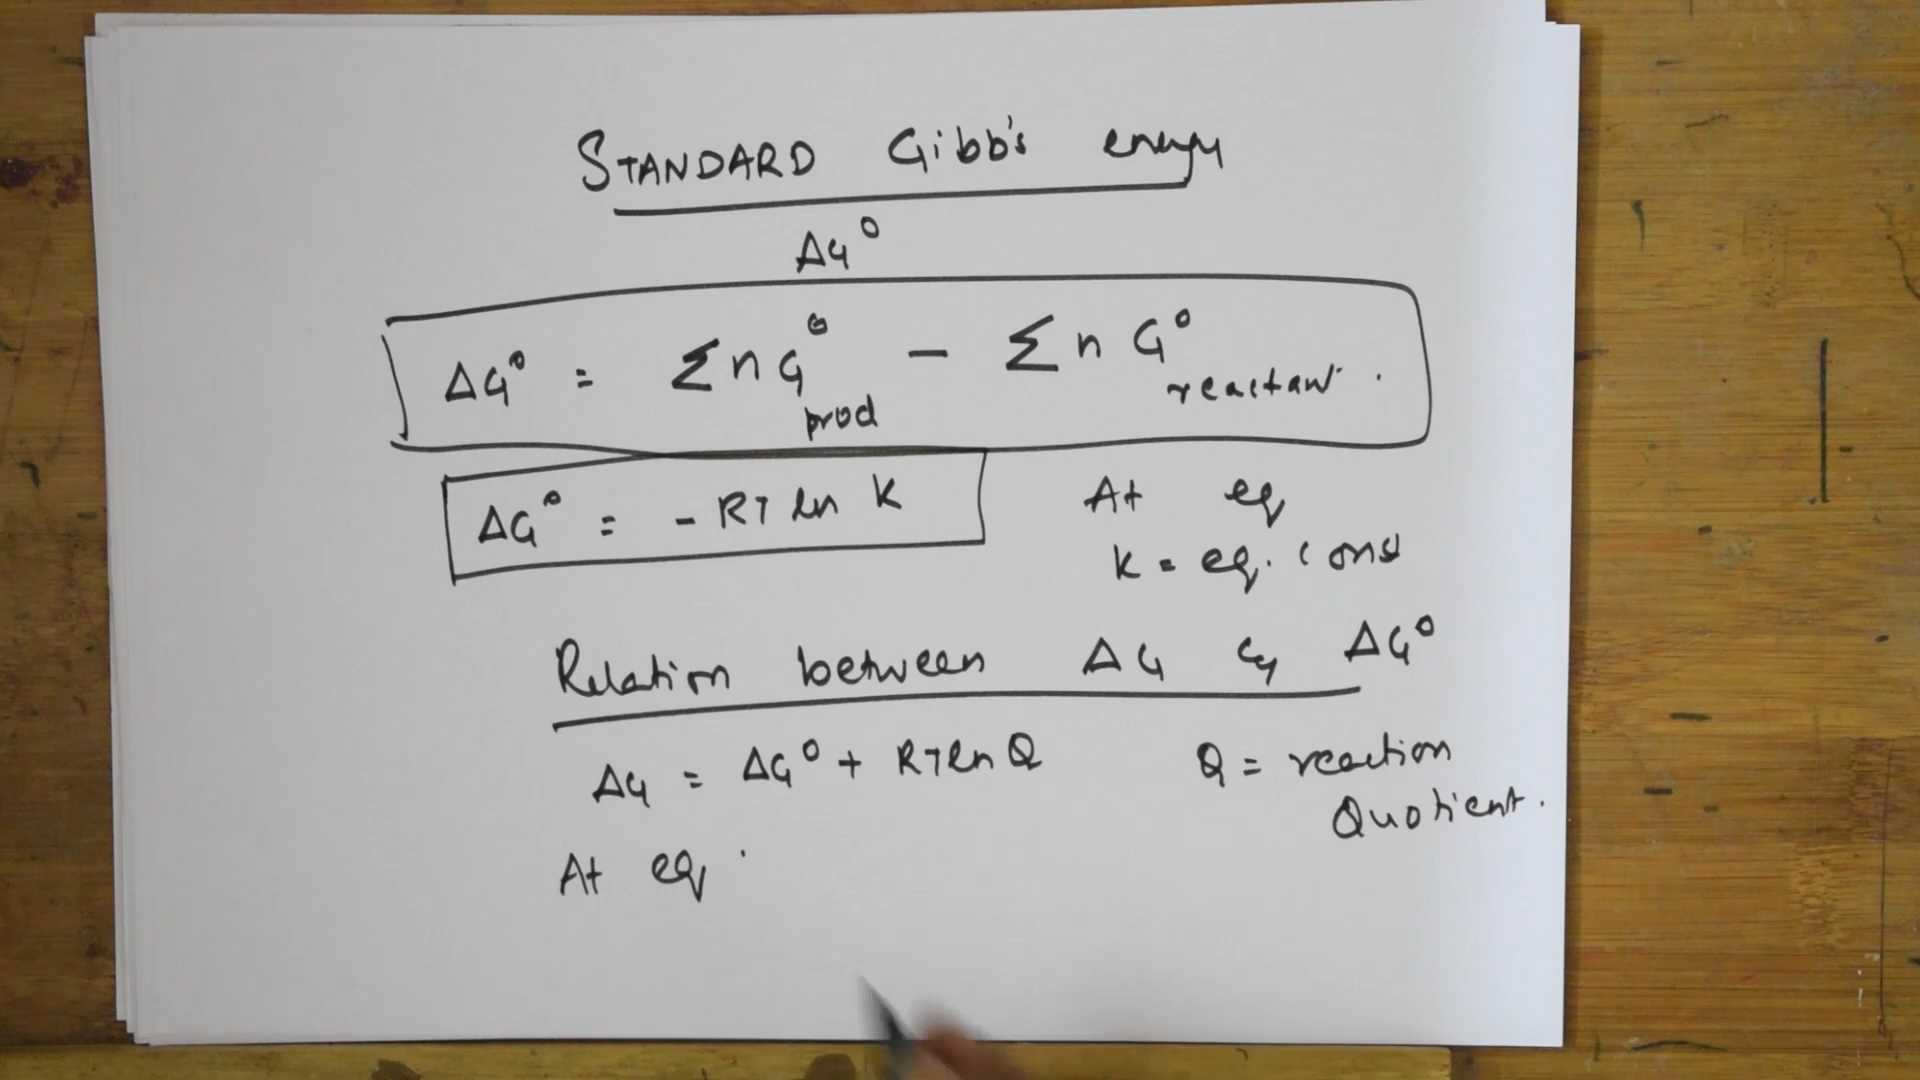 STANDARD Gibb's energy
ΔG°
ΔG° = Σ n G° prod - Σ n G° reactant .
ΔG° = - RT ln K
At eq
K = eq. const
Relation between ΔG & ΔG°
ΔG = ΔG° + RT ln Q
Q = reaction
Quotient.
At eq .